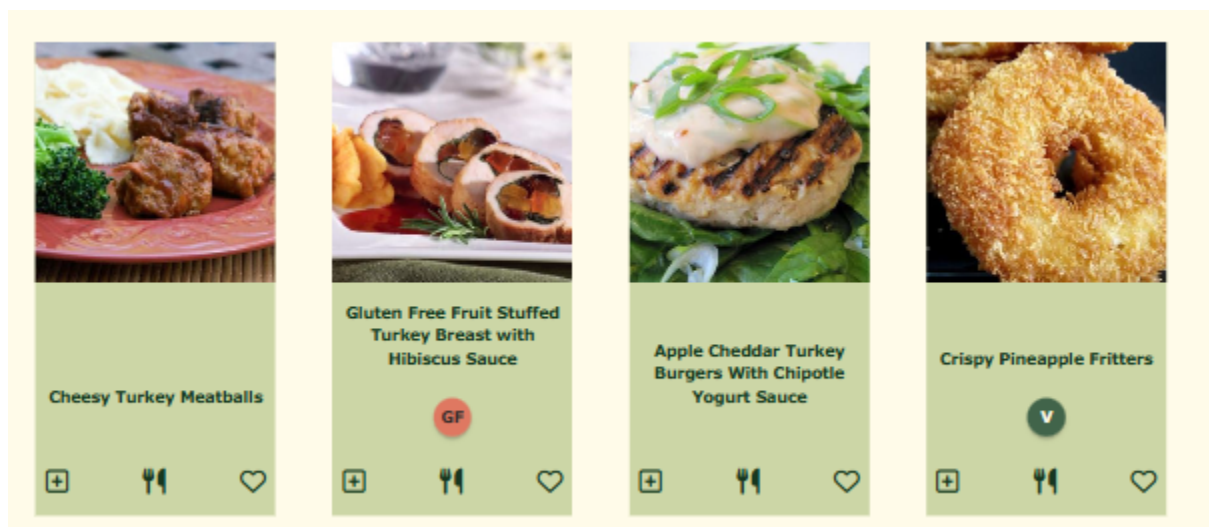 Cheesy Turkey Meatballs
Gluten Free Fruit Stuffed
Turkey Breast with
Hibiscus Sauce
GF
Apple Cheddar Turkey
Burgers With Chipotle
Yogurt Sauce
Crispy Pineapple Fritters
V